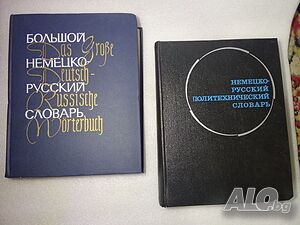 БОЛЬШОЙ
Das Große
НЕМЕЦКО
Deutsch-
РУССКИЙ
Russische
СЛОВАРЬ
Wörterbuch
НЕМЕЦКО-
РУССКИЙ
ПОЛИТЕХНИЧЕСКИЙ
СЛОВАРЬ
ALO.bg